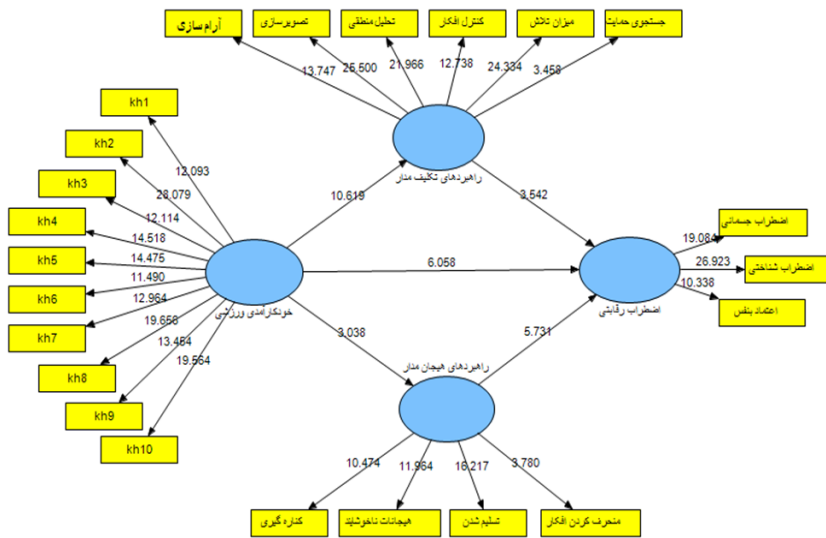 جستجوی حمایت
میزان تلاش
کنترل افکار
تحلیل منطقی
تصویرسازی
آرام سازی
13.747
25.500
21.966
12.738
24.334
3.458
راهبردهای تکلیف مدار
kh1
kh2
kh3
kh4
kh5
kh6
kh7
kh8
kh9
kh10
12.093
28.079
12.114
14.518
14.475
11.490
12.964
19.656
13.454
19.564
خودکارآمدی ورزشی
10.619
3.542
6.058
3.038
5.731
اضطراب رقابتی
19.084
26.923
10.338
اضطراب جسمانی
اضطراب شناختی
اعتماد بنفس
راهبردهای هیجان مدار
10.474
11.964
16.217
3.780
منحرف کردن افکار
تسلیم شدن
هیجانات ناخوشایند
کناره گیری